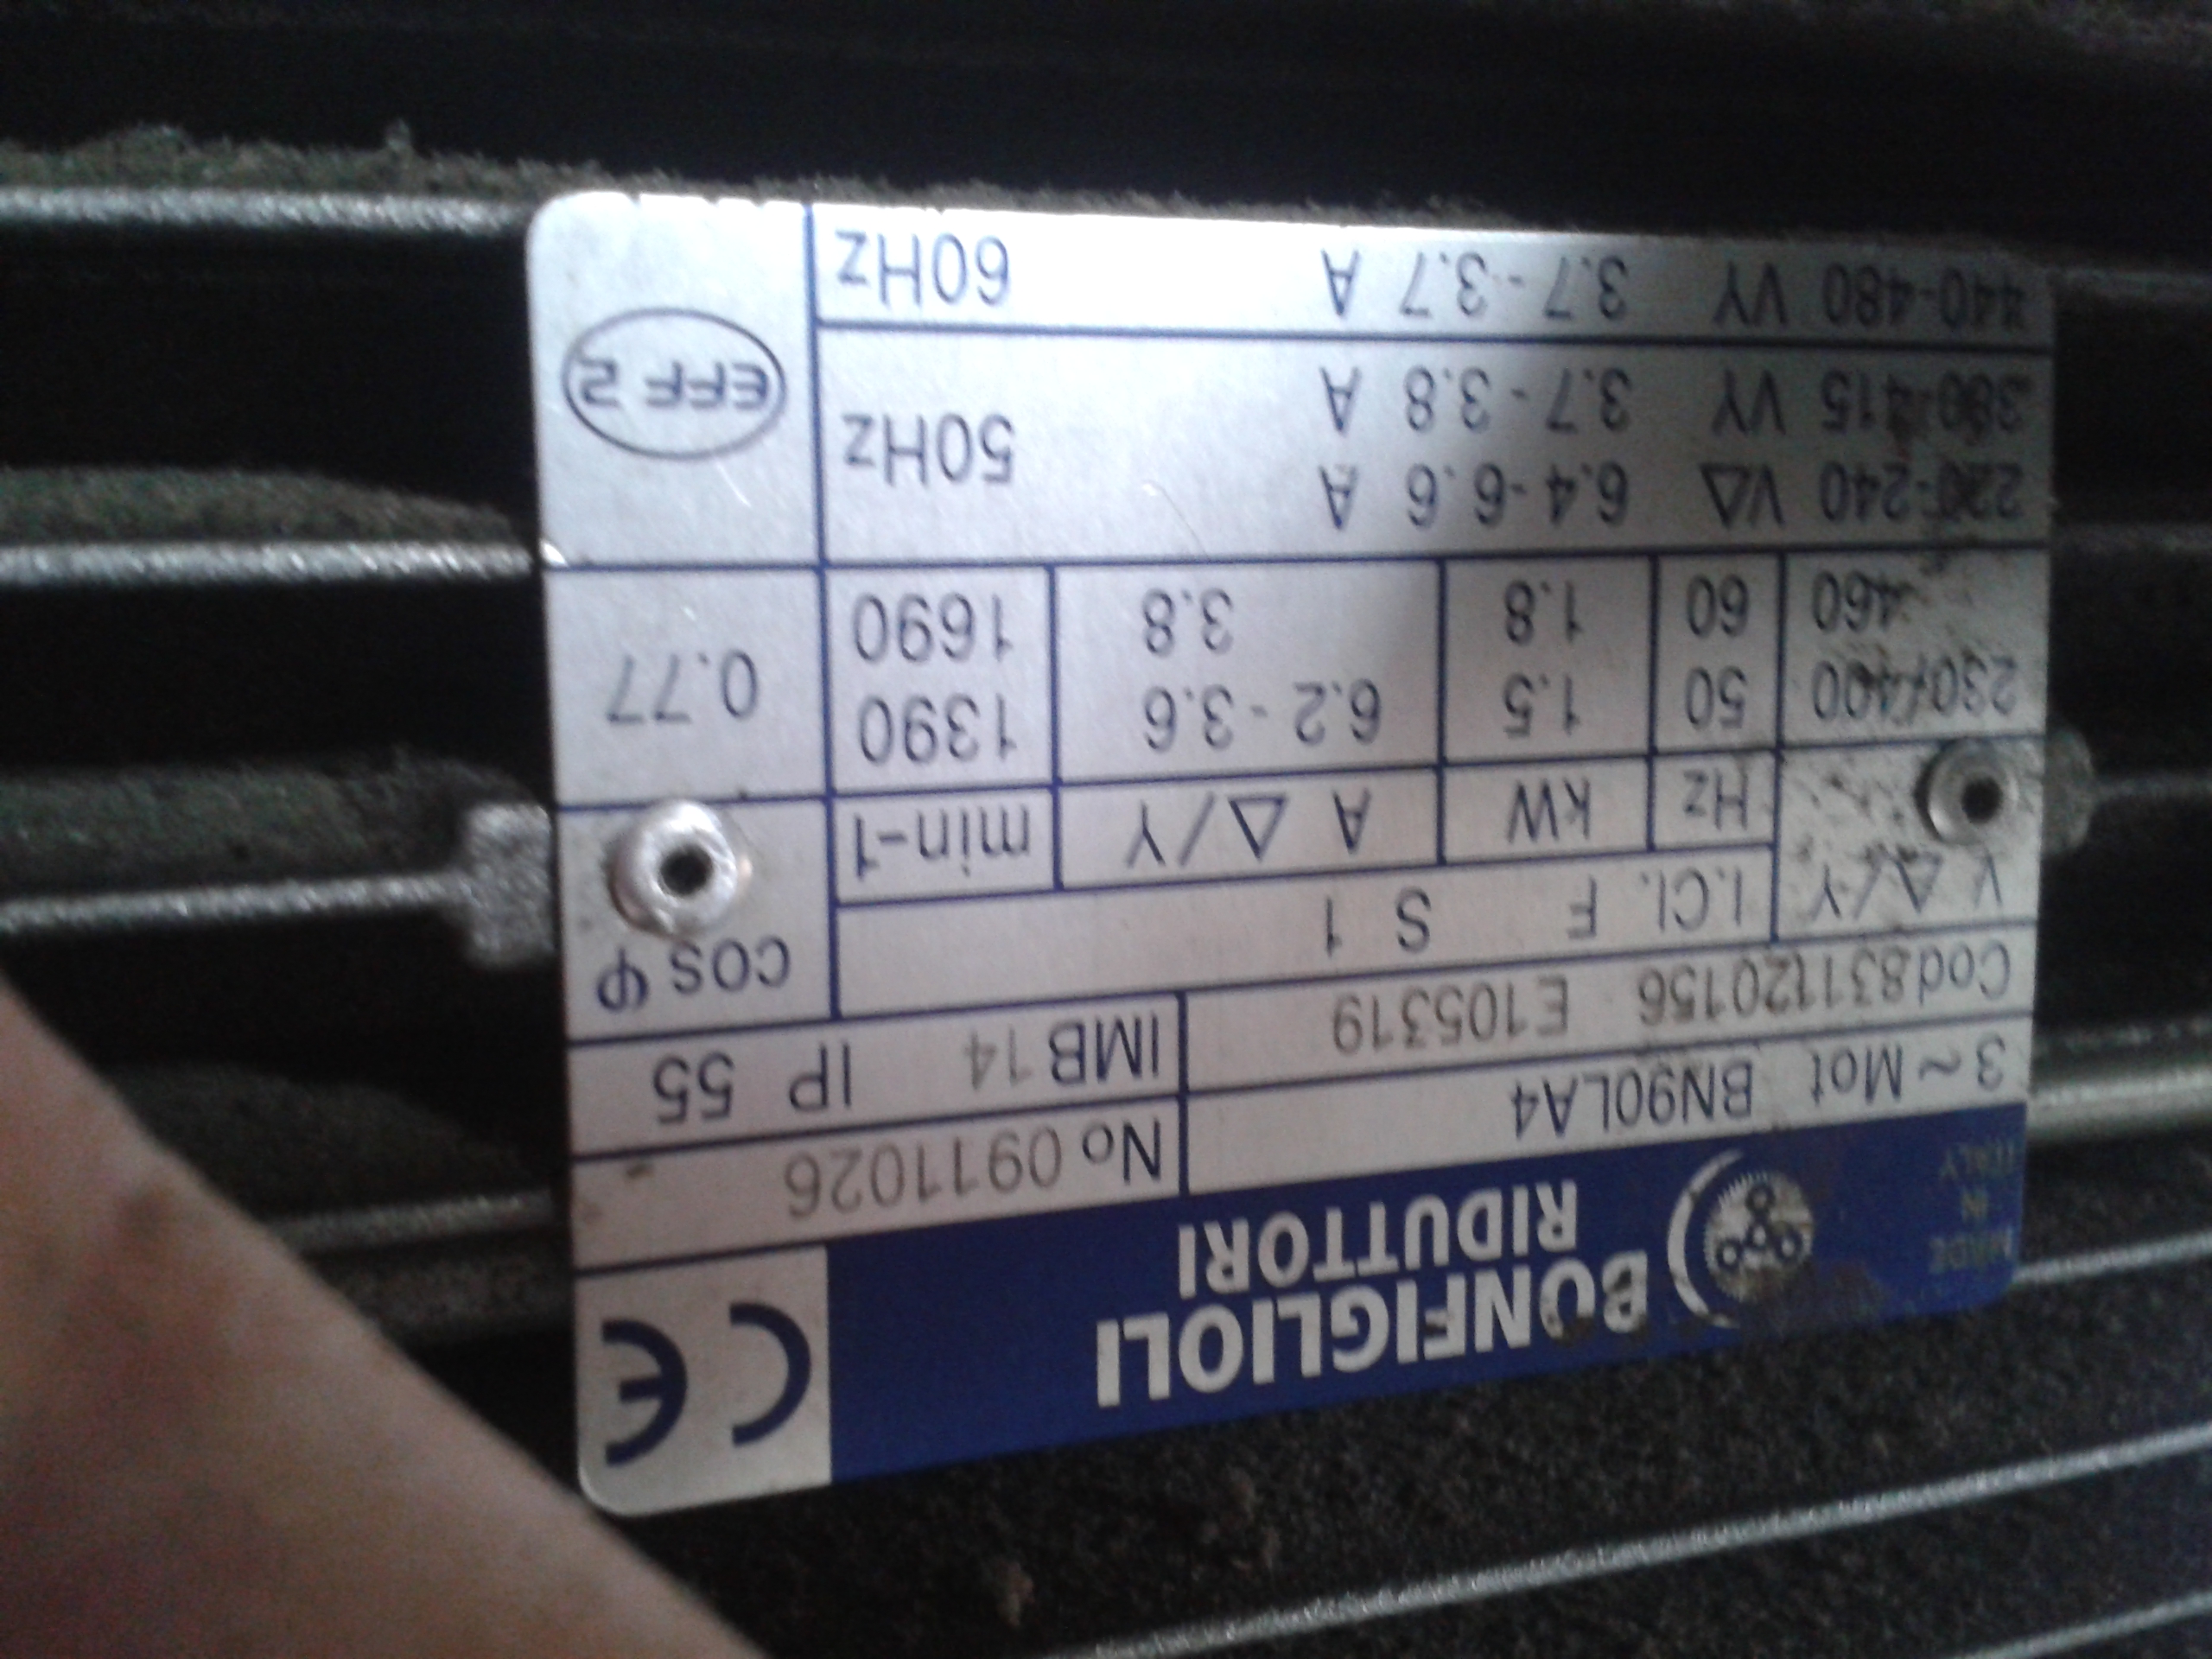 MADE
IN
ITALY
BONFIGLIOLI
RIDUTTORI
CE
3~Mot BN90LA4
No 0911026
Cod831120156 E105319
IMB14 IP 55
V Δ/Y
I.Cl. F S 1
cos φ
Hz kW A Δ/Y min-1
230/400 50 1.5 6.2-3.6 1390
0.77
460 60 1.8 3.8 1690
220-240 VΔ 6.4-6.6 A
50Hz
380-415 VY 3.7-3.8 A
EFF 2
440-480 VY 3.7-3.7 A 60Hz